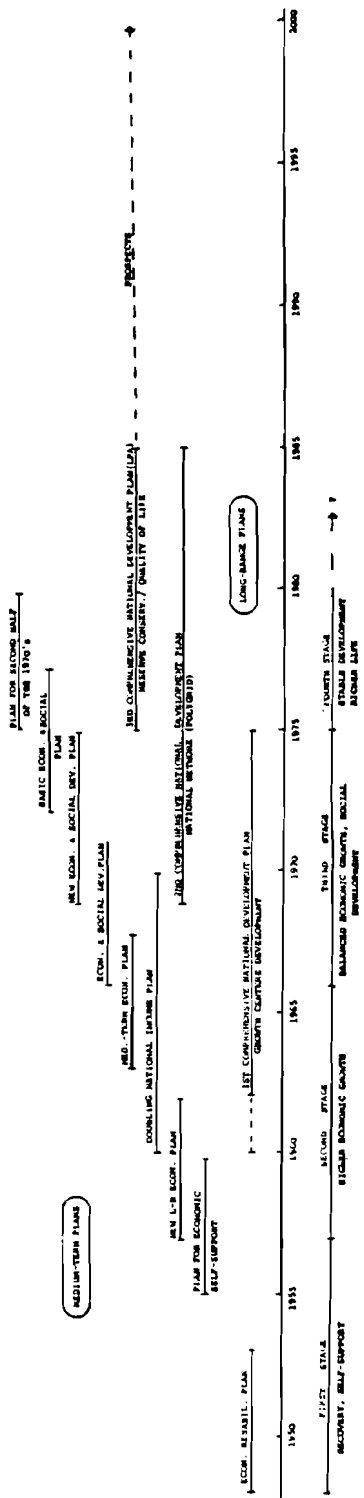 MEDIUM-TERM PLANS
PLAN FOR SECOND HALF
OF THE 1970'S
BASIC ECON. & SOCIAL
PLAN
NEW ECON. & SOCIAL DEV. PLAN
ECON. & SOCIAL DEV. PLAN
MED.-TERM ECON. PLAN
DOUBLING NATIONAL INCOME PLAN
NEW L-R ECON. PLAN
PLAN FOR ECONOMIC
SELF-SUPPORT
ECON. REHABIL. PLAN
3RD COMPREHENSIVE NATIONAL DEVELOPMENT PLAN(LPA)
RESERVE CONSERV./ QUALITY OF LIFE
PROSPECTS
2ND COMPREHENSIVE NATIONAL DEVELOPMENT PLAN
NATIONAL NETWORK (POLYGRID)
1ST COMPREHENSIVE NATIONAL DEVELOPMENT PLAN
GROWTH CENTERS DEVELOPMENT
LONG-RANGE PLANS
1950 1955 1960 1965 1970 1975 1980 1985 1990 1995 2000
FIRST STAGE SECOND STAGE THIRD STAGE FOURTH STAGE ?
RECOVERY, SELF-SUPPORT
HIGHER ECONOMIC GROWTH
BALANCED ECONOMIC GROWTH, SOCIAL
DEVELOPMENT
STABLE DEVELOPMENT
HIGHER LIFE